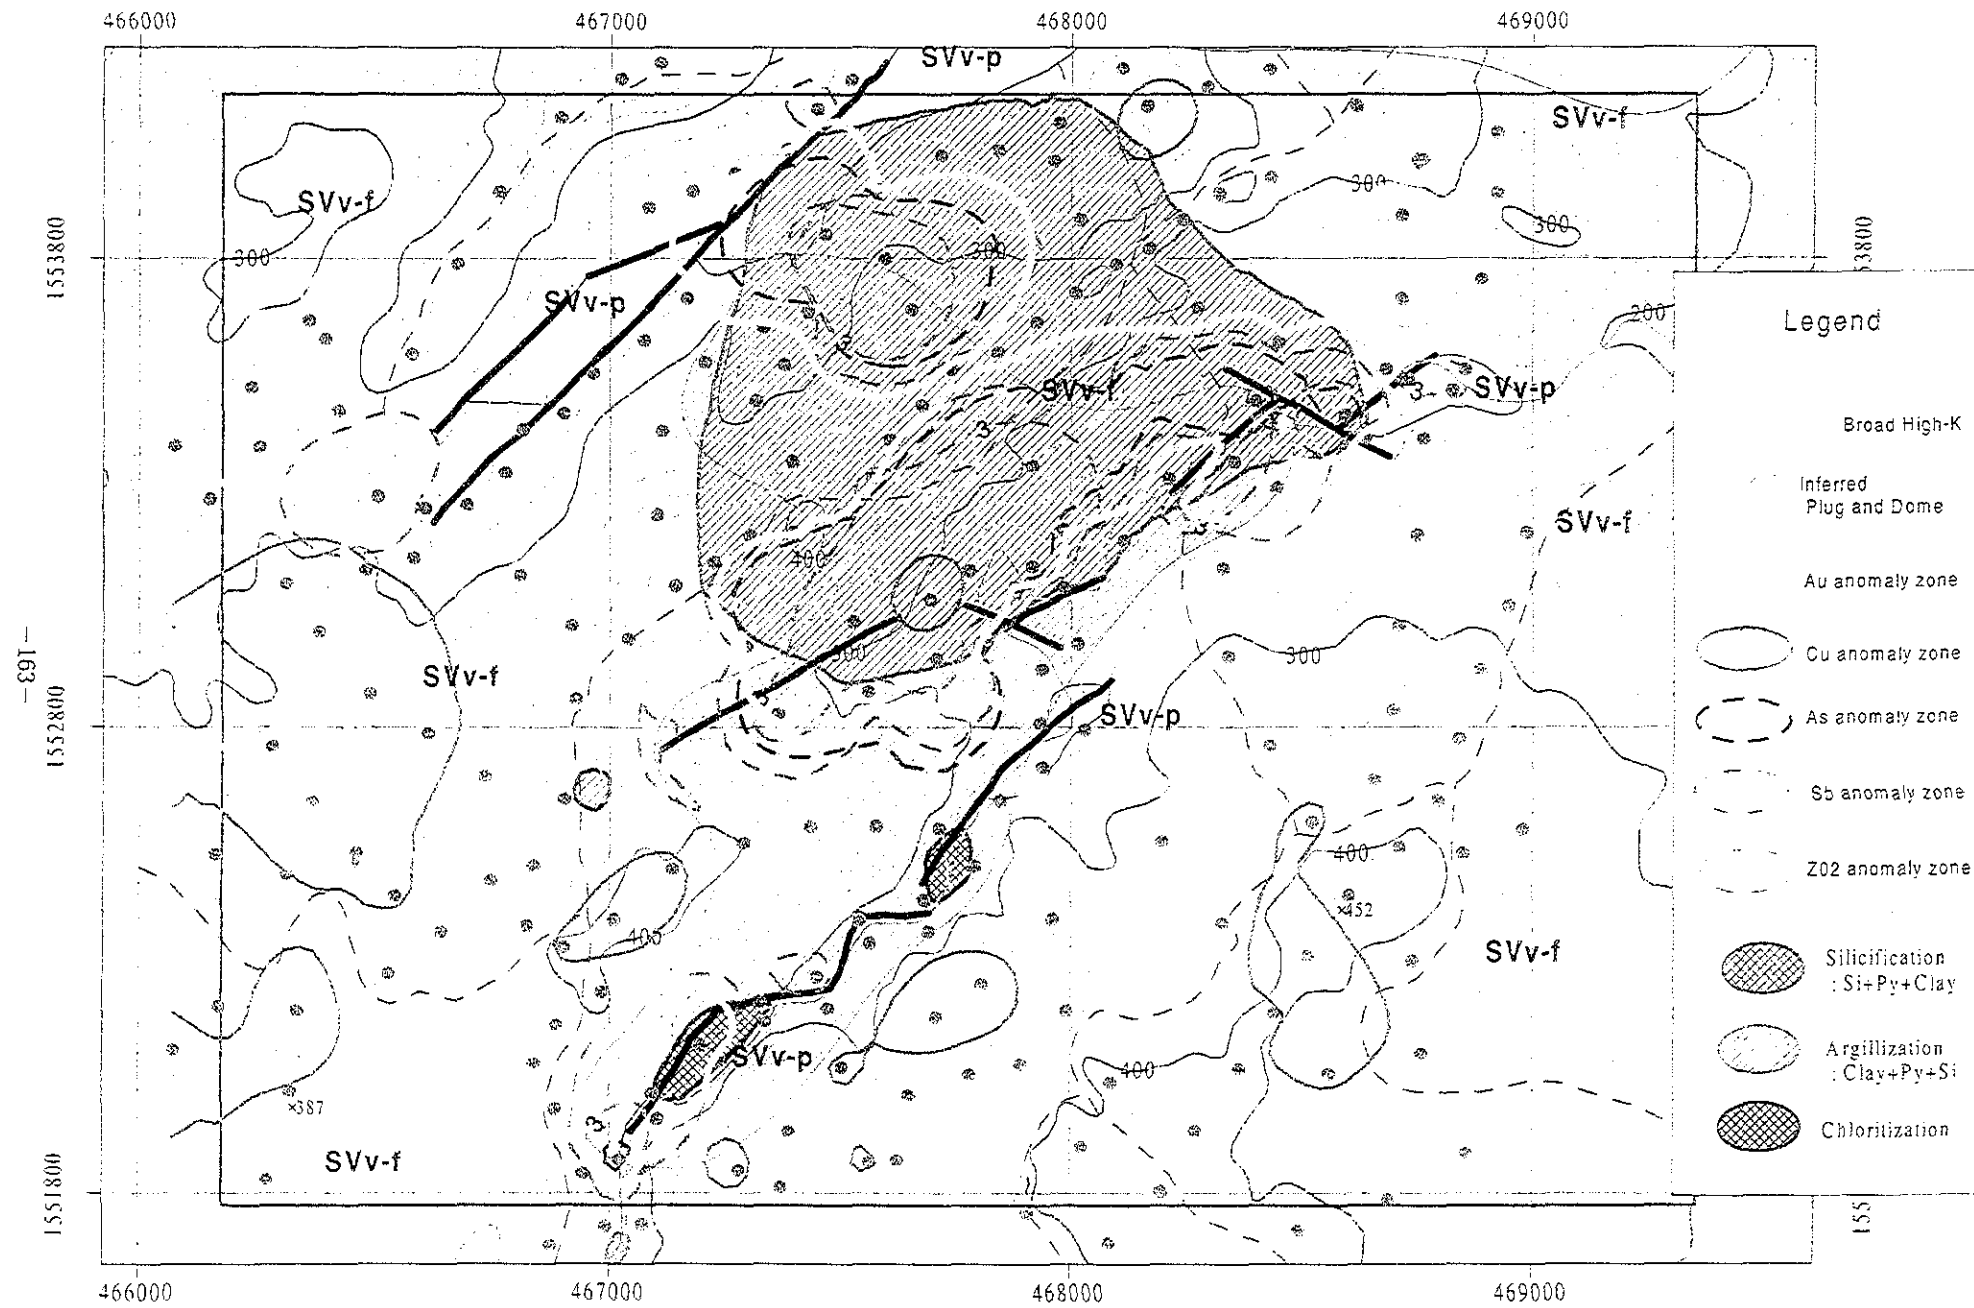 466000
467000
468000
469000
SVv-p
SVv-f
300
SVv-f
300
1553800
300
300
SVv-p
53800
200
Legend
SVv-f
3
SVv-p
Broad High-K
3
Inferred
Plug and Dome
SVv-f
3
400
Au anomaly zone
300
300
Cu anomaly zone
SVv-f
-163-
3
SVv-p
As anomaly zone
1552800
Sb anomaly zone
400
Z02 anomaly zone
×452
400
SVv-f
Silicification
: Si+Py+Clay
SVv-p
Argillization
: Clay+Py+Si
400
×387
3
Chloritization
SVv-f
1551800
155
466000
467000
468000
469000